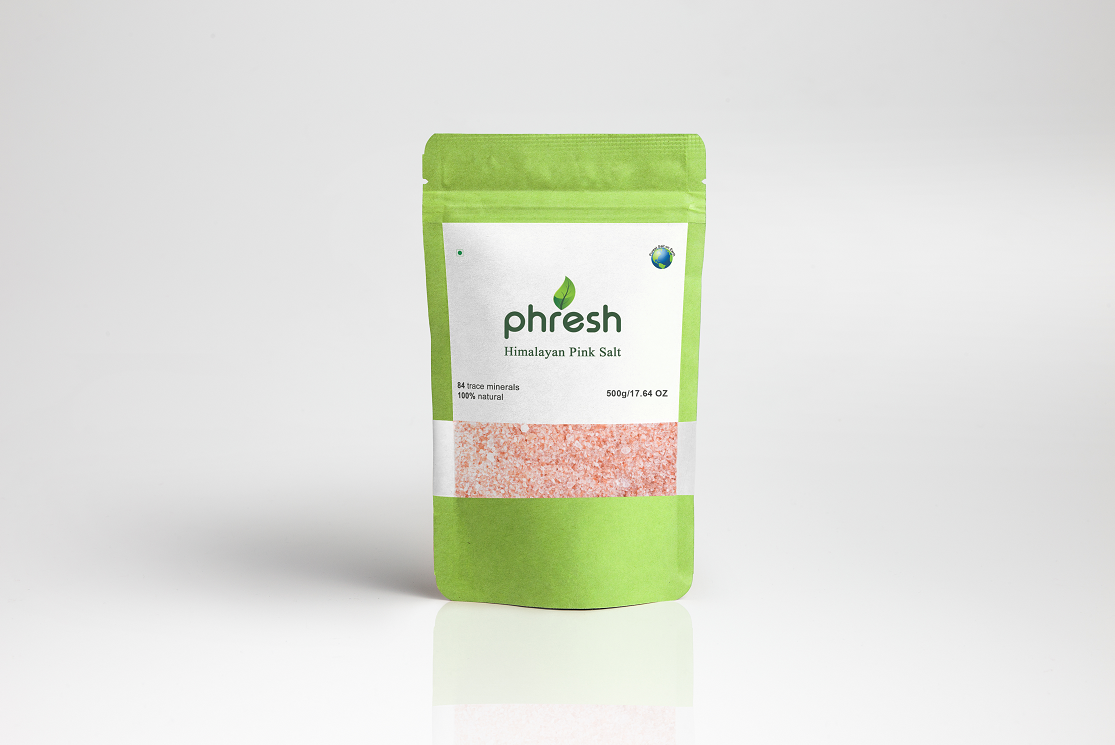 phresh
Himalayan Pink Salt
84 trace minerals
100% natural
500g/17.64 OZ